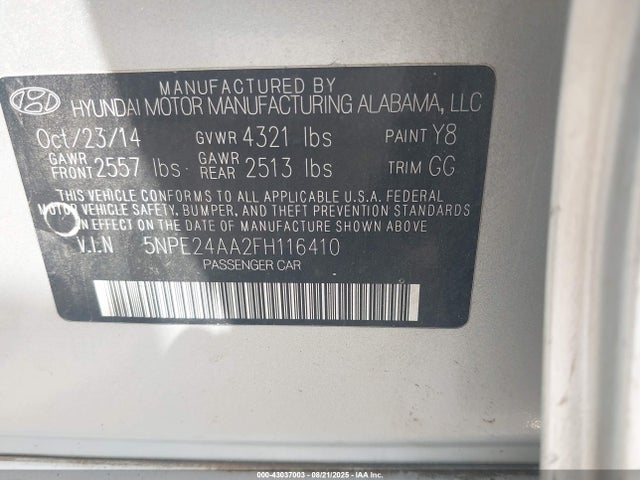 MANUFACTURED BY
HYUNDAI MOTOR MANUFACTURING ALABAMA, LLC
Oct/23/14 GVWR 4321 lbs PAINT Y8
GAWR FRONT 2557 lbs GAWR REAR 2513 lbs TRIM GG
THIS VEHICLE CONFORMS TO ALL APPLICABLE U.S.A. FEDERAL
MOTOR VEHICLE SAFETY, BUMPER, AND THEFT PREVENTION STANDARDS
IN EFFECT ON THE DATE OF MANUFACTURE SHOWN ABOVE
V.I.N 5NPE24AA2FH116410
PASSENGER CAR
000-43037003 - 08/21/2025 - IAA Inc.